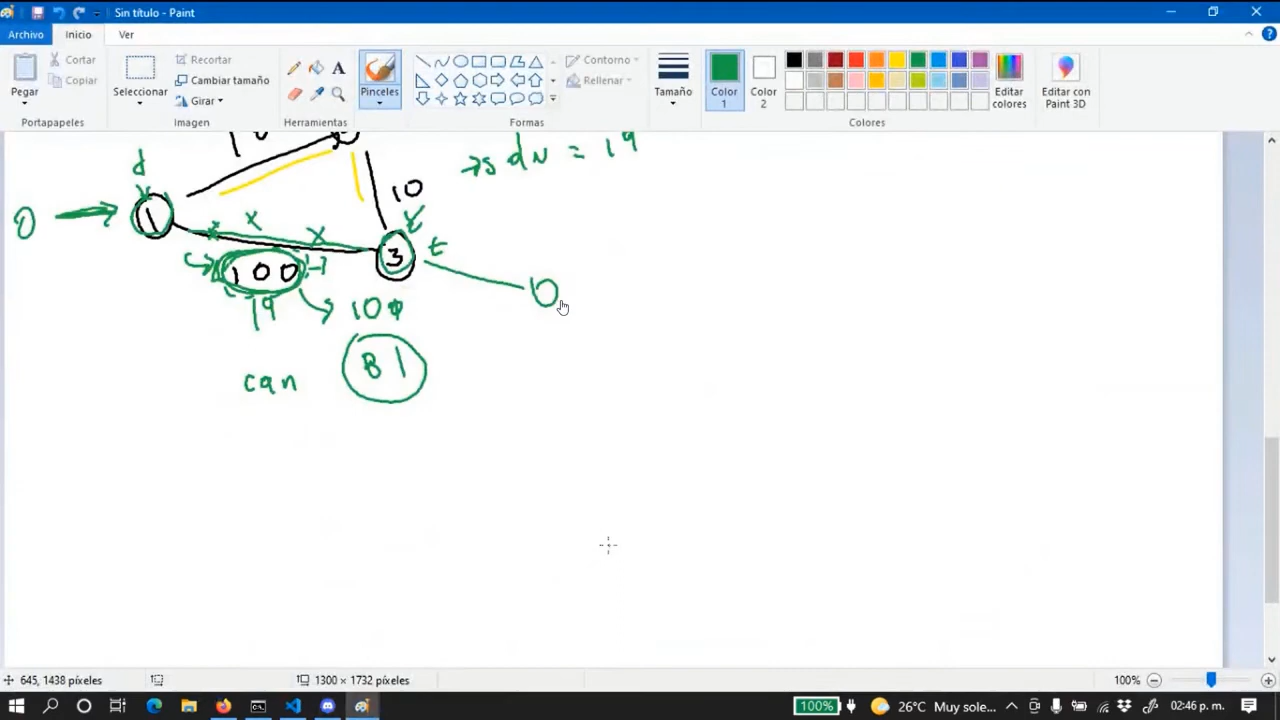 Sin título - Paint
Archivo Inicio Ver
Pegar
Cortar
Copiar
Portapapeles
Seleccionar
Recortar
Cambiar tamaño
Girar
Imagen
A
Herramientas
Pinceles
Contorno
Rellenar
Formas
Tamaño
Color 1
Color 2
Editar colores
Editar con Paint 3D
Colores
d
→s dN = 19
10
0
1
x x
3
t
100
19
100
0
can
81
645, 1438 píxeles
1300 × 1732 píxeles
100%
100%
26°C Muy sole...
02:46 p. m.